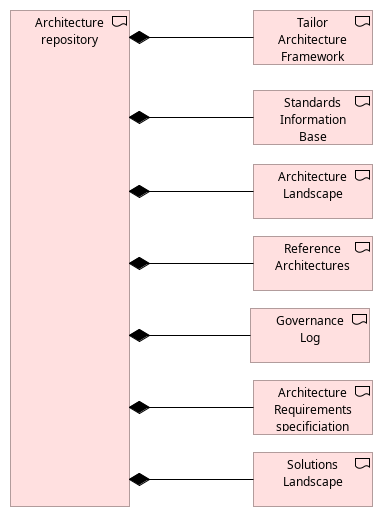 Architecture
repository
Tailor
Architecture
Framework
Standards
Information
Base
Architecture
Landscape
Reference
Architectures
Governance
Log
Architecture
Requirements
specificiation
Solutions
Landscape